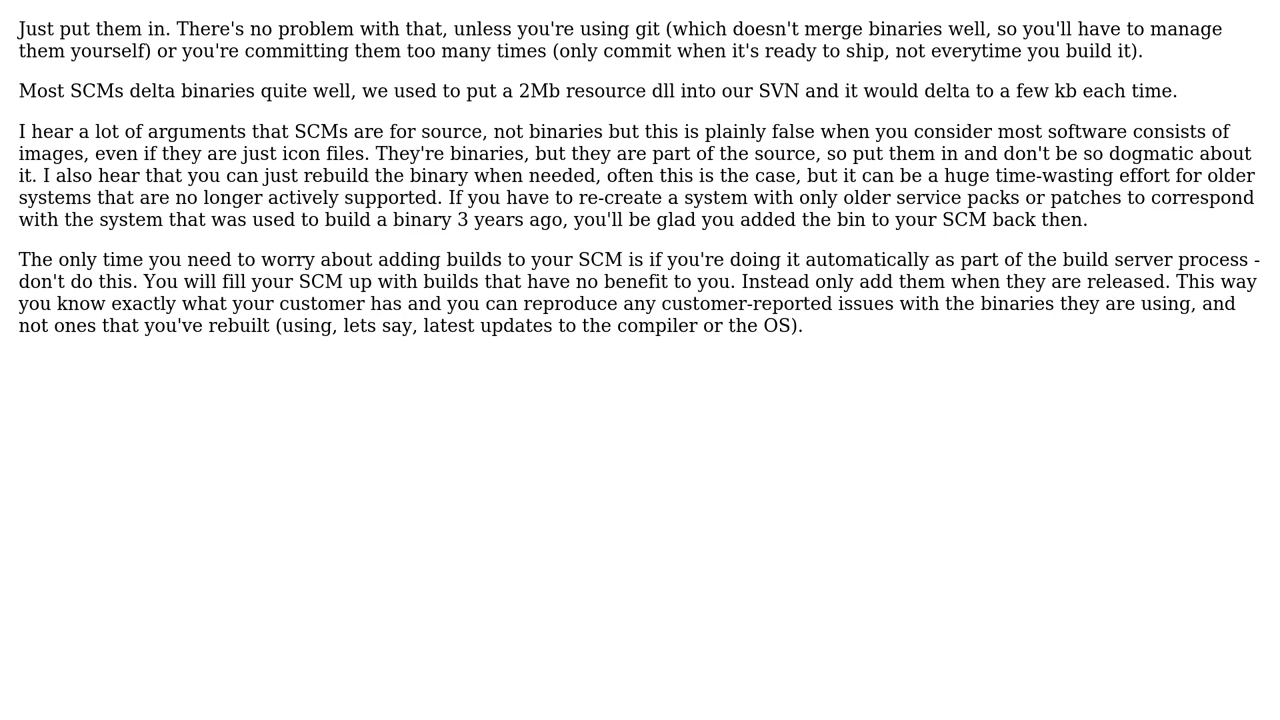 Just put them in. There's no problem with that, unless you're using git (which doesn't merge binaries well, so you'll have to manage
them yourself) or you're committing them too many times (only commit when it's ready to ship, not everytime you build it).
Most SCMs delta binaries quite well, we used to put a 2Mb resource dll into our SVN and it would delta to a few kb each time.
I hear a lot of arguments that SCMs are for source, not binaries but this is plainly false when you consider most software consists of
images, even if they are just icon files. They're binaries, but they are part of the source, so put them in and don't be so dogmatic about
it. I also hear that you can just rebuild the binary when needed, often this is the case, but it can be a huge time-wasting effort for older
systems that are no longer actively supported. If you have to re-create a system with only older service packs or patches to correspond
with the system that was used to build a binary 3 years ago, you'll be glad you added the bin to your SCM back then.
The only time you need to worry about adding builds to your SCM is if you're doing it automatically as part of the build server process -
don't do this. You will fill your SCM up with builds that have no benefit to you. Instead only add them when they are released. This way
you know exactly what your customer has and you can reproduce any customer-reported issues with the binaries they are using, and
not ones that you've rebuilt (using, lets say, latest updates to the compiler or the OS).